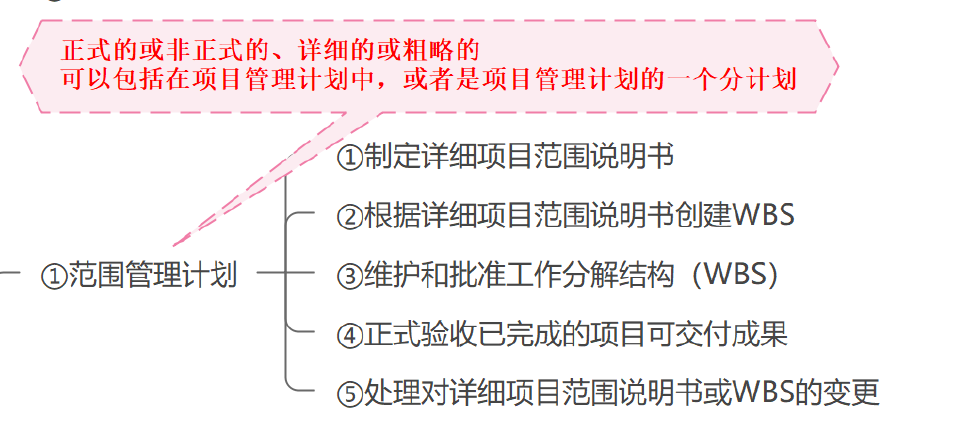 正式的或非正式的、详细的或粗略的
可以包括在项目管理计划中，或者是项目管理计划的一个分计划
①制定详细项目范围说明书
②根据详细项目范围说明书创建WBS
①范围管理计划
③维护和批准工作分解结构（WBS）
④正式验收已完成的项目可交付成果
⑤处理对详细项目范围说明书或WBS的变更